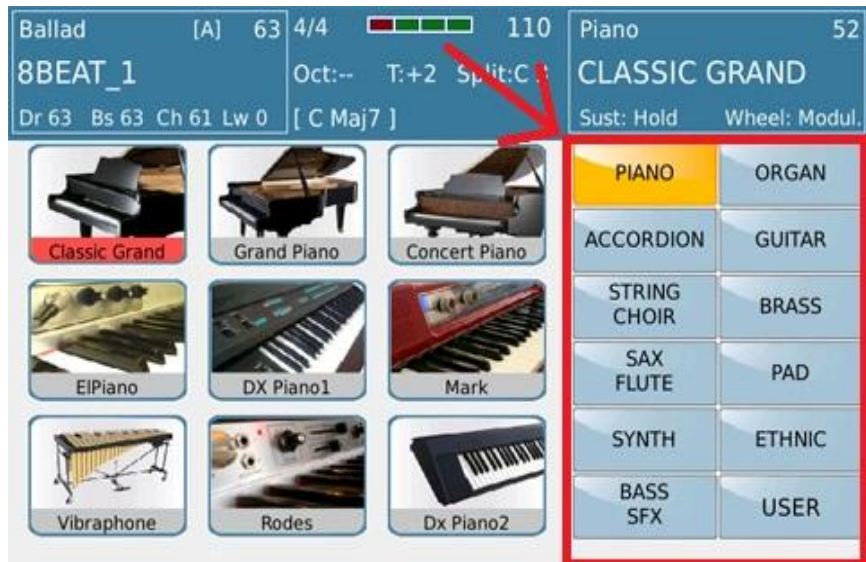 Ballad [A] 63
8BEAT_1
Dr 63 Bs 63 Ch 61 Lw 0
4/4 110
Oct:-- T:+2 Split:C 3
[ C Maj7 ]
Piano 52
CLASSIC GRAND
Sust: Hold Wheel: Modul.
Classic Grand
Grand Piano
Concert Piano
ElPiano
DX Piano1
Mark
Vibraphone
Rodes
Dx Piano2
PIANO
ORGAN
ACCORDION
GUITAR
STRING
CHOIR
BRASS
SAX
FLUTE
PAD
SYNTH
ETHNIC
BASS
SFX
USER